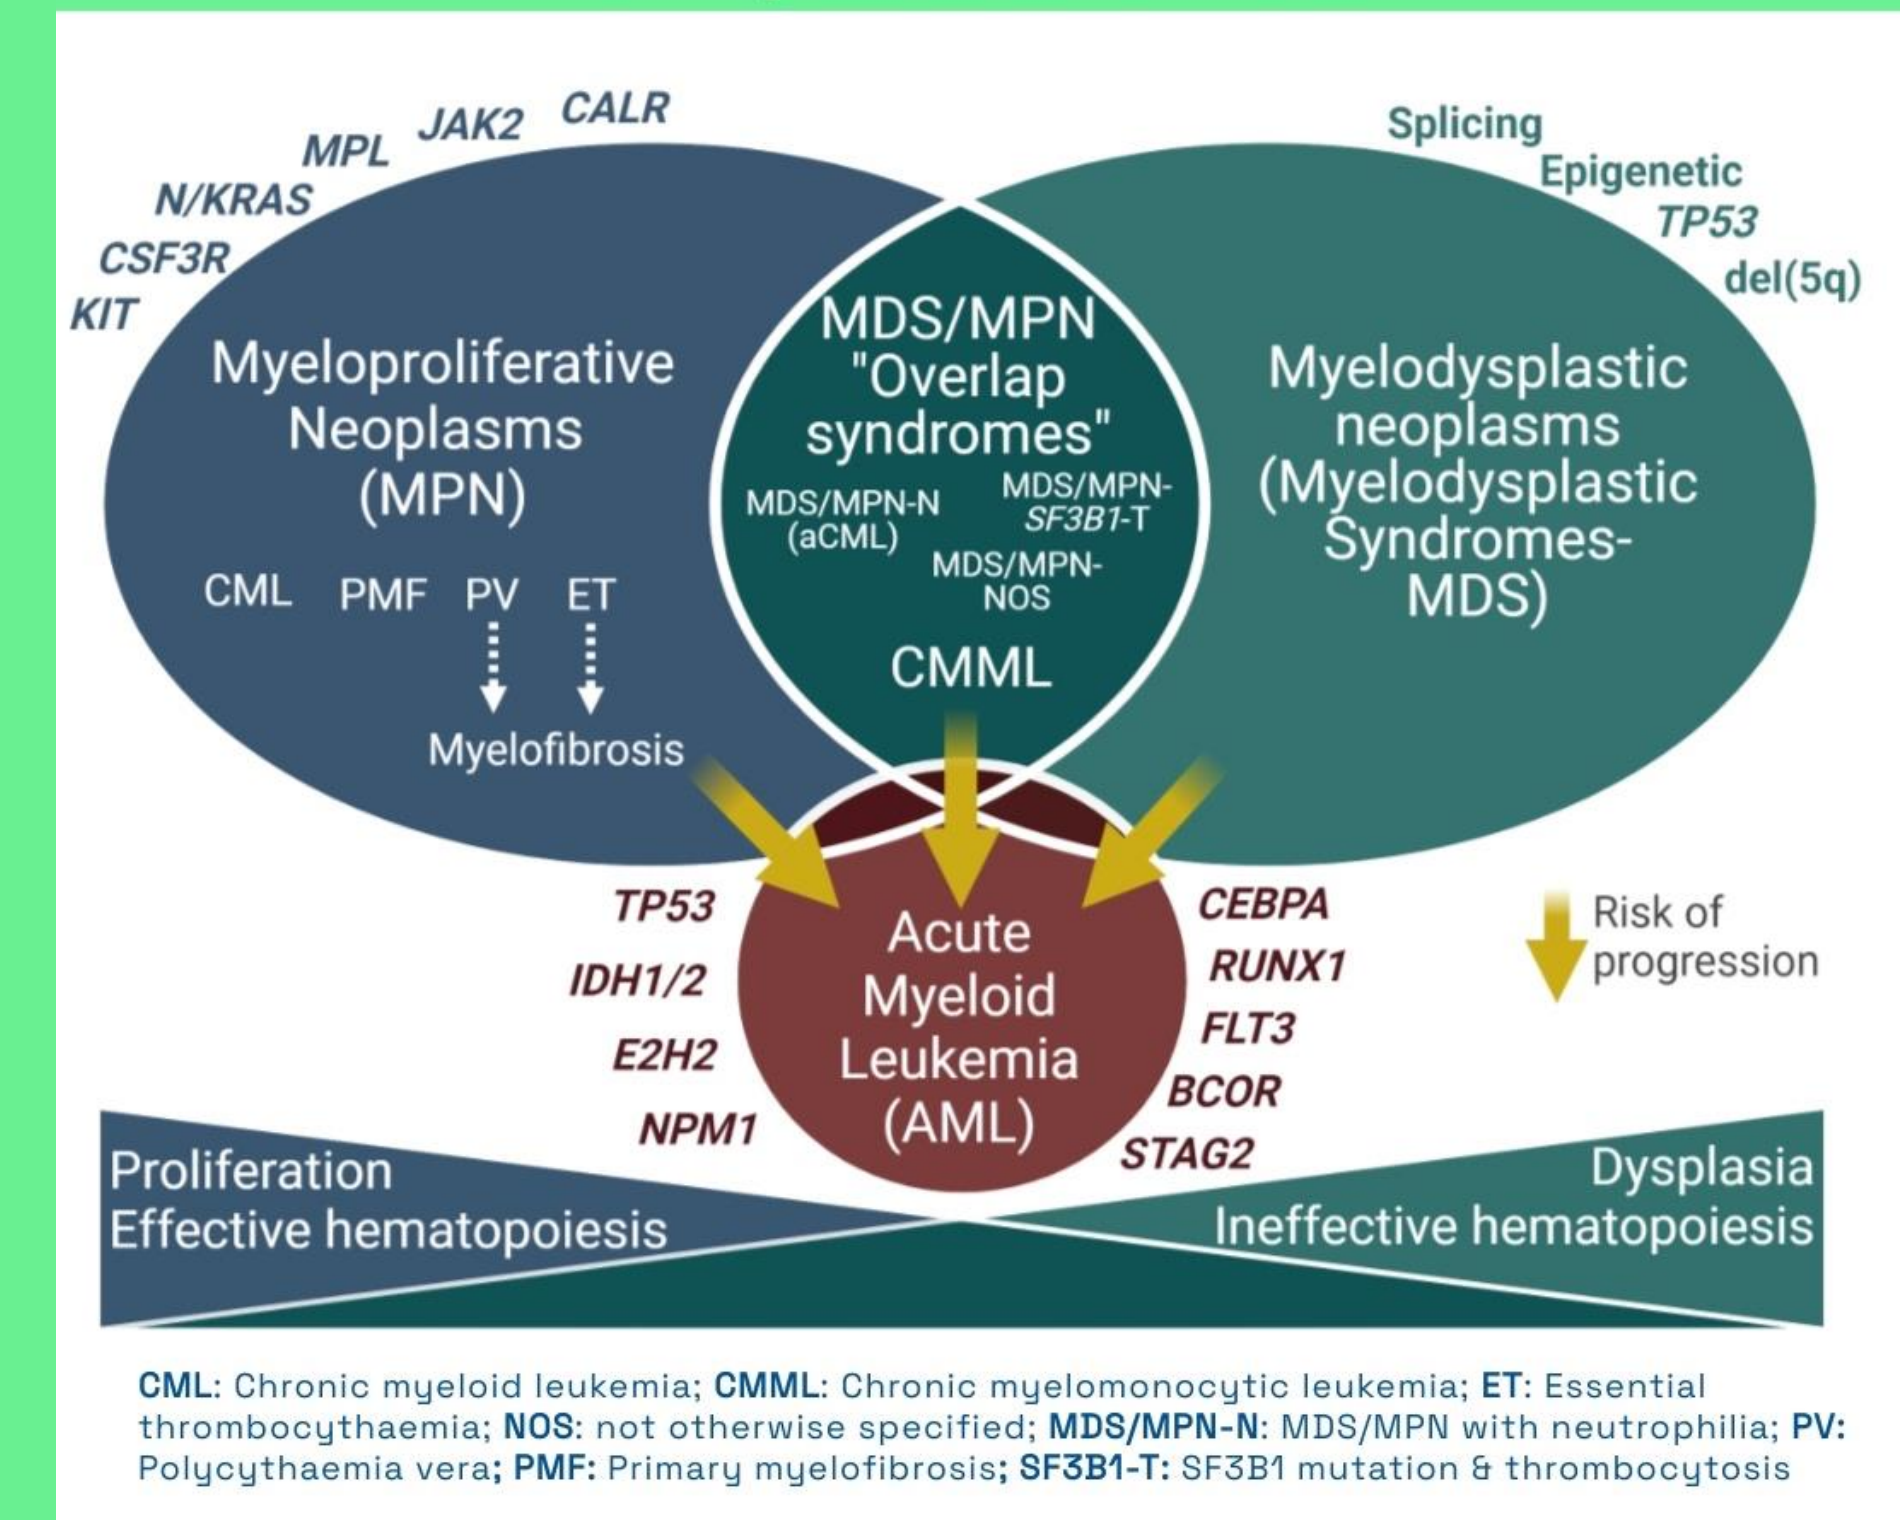 CALR
JAK2
MPL
N/KRAS
CSF3R
KIT
Splicing
Epigenetic
TP53
del(5q)
Myeloproliferative
Neoplasms
(MPN)
CML PMF PV ET
Myelofibrosis
MDS/MPN
"Overlap
syndromes"
MDS/MPN-N
(aCML)
MDS/MPN-
SF3B1-T
MDS/MPN-
NOS
CMML
Myelodysplastic
neoplasms
(Myelodysplastic
Syndromes-
MDS)
TP53
IDH1/2
E2H2
NPM1
Acute
Myeloid
Leukemia
(AML)
CEBPA
RUNX1
FLT3
BCOR
STAG2
Risk of
progression
Proliferation
Effective hematopoiesis
Dysplasia
Ineffective hematopoiesis
CML: Chronic myeloid leukemia; CMML: Chronic myelomonocytic leukemia; ET: Essential
thrombocythaemia; NOS: not otherwise specified; MDS/MPN-N: MDS/MPN with neutrophilia; PV:
Polycythaemia vera; PMF: Primary myelofibrosis; SF3B1-T: SF3B1 mutation & thrombocytosis